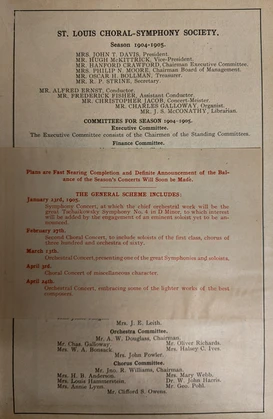 ST. LOUIS CHORAL-SYMPHONY SOCIETY.
Season 1904-1905.
MRS. JOHN T. DAVIS, President.
MR. HUGH McKITTRICK, Vice-President.
MR. HANFORD CRAWFORD, Chairman Executive Committee.
MRS. PHILIP N. MOORE, Chairman Board of Management.
MR. OSCAR H. BOLLMAN, Treasurer.
MR. R. P. STRINE, Secretary.
MR. ALFRED ERNST, Conductor.
MR. FREDERICK FISHER, Assistant Conductor.
MR. CHRISTOPHER JACOB, Concert-Meister.
MR. CHARLES GALLOWAY, Organist.
MR. J. S. McCONATHY, Librarian.
COMMITTEES FOR SEASON 1904-1905.
Executive Committee.
The Executive Committee consists of the Chairmen of the Standing Committees.
Finance Committee.
Plans are Fast Nearing Completion and Definite Announcement of the Bal-
ance of the Season's Concerts Will Soon be Made.
THE GENERAL SCHEME INCLUDES:
January 23rd, 1905.
Symphony Concert, at which the chief orchestral work will be the
great Tschaikowsky Symphony No. 4 in D Minor, to which interest
will be added by the engagement of an eminent soloist yet to be an-
nounced.
February 27th.
Second Choral Concert, to include soloists of the first class, chorus of
three hundred and orchestra of sixty.
March 13th.
Orchestral Concert, presenting one of the great Symphonies and soloists.
April 3rd.
Choral Concert of miscellaneous character.
April 24th.
Orchestral Concert, embracing some of the lighter works of the best
composers.
Mrs. J. E. Leith.
Orchestra Committee.
Mr. A. W. Douglass, Chairman.
Mr. Chas. Galloway. Mr. Oliver Richards.
Mrs. W. A. Bonsack. Mrs. Halsey C. Ives.
Mrs. John Fowler.
Chorus Committee.
Mr. Jno. R. Williams, Chairman.
Mrs. H. B. Anderson. Mrs. Mary Webb.
Mrs. Louis Hammerstein. Dr. W. John Harris.
Mrs. Annie Lynn. Mr. Geo. Pohl.
Mr. Clifford S. Owens.